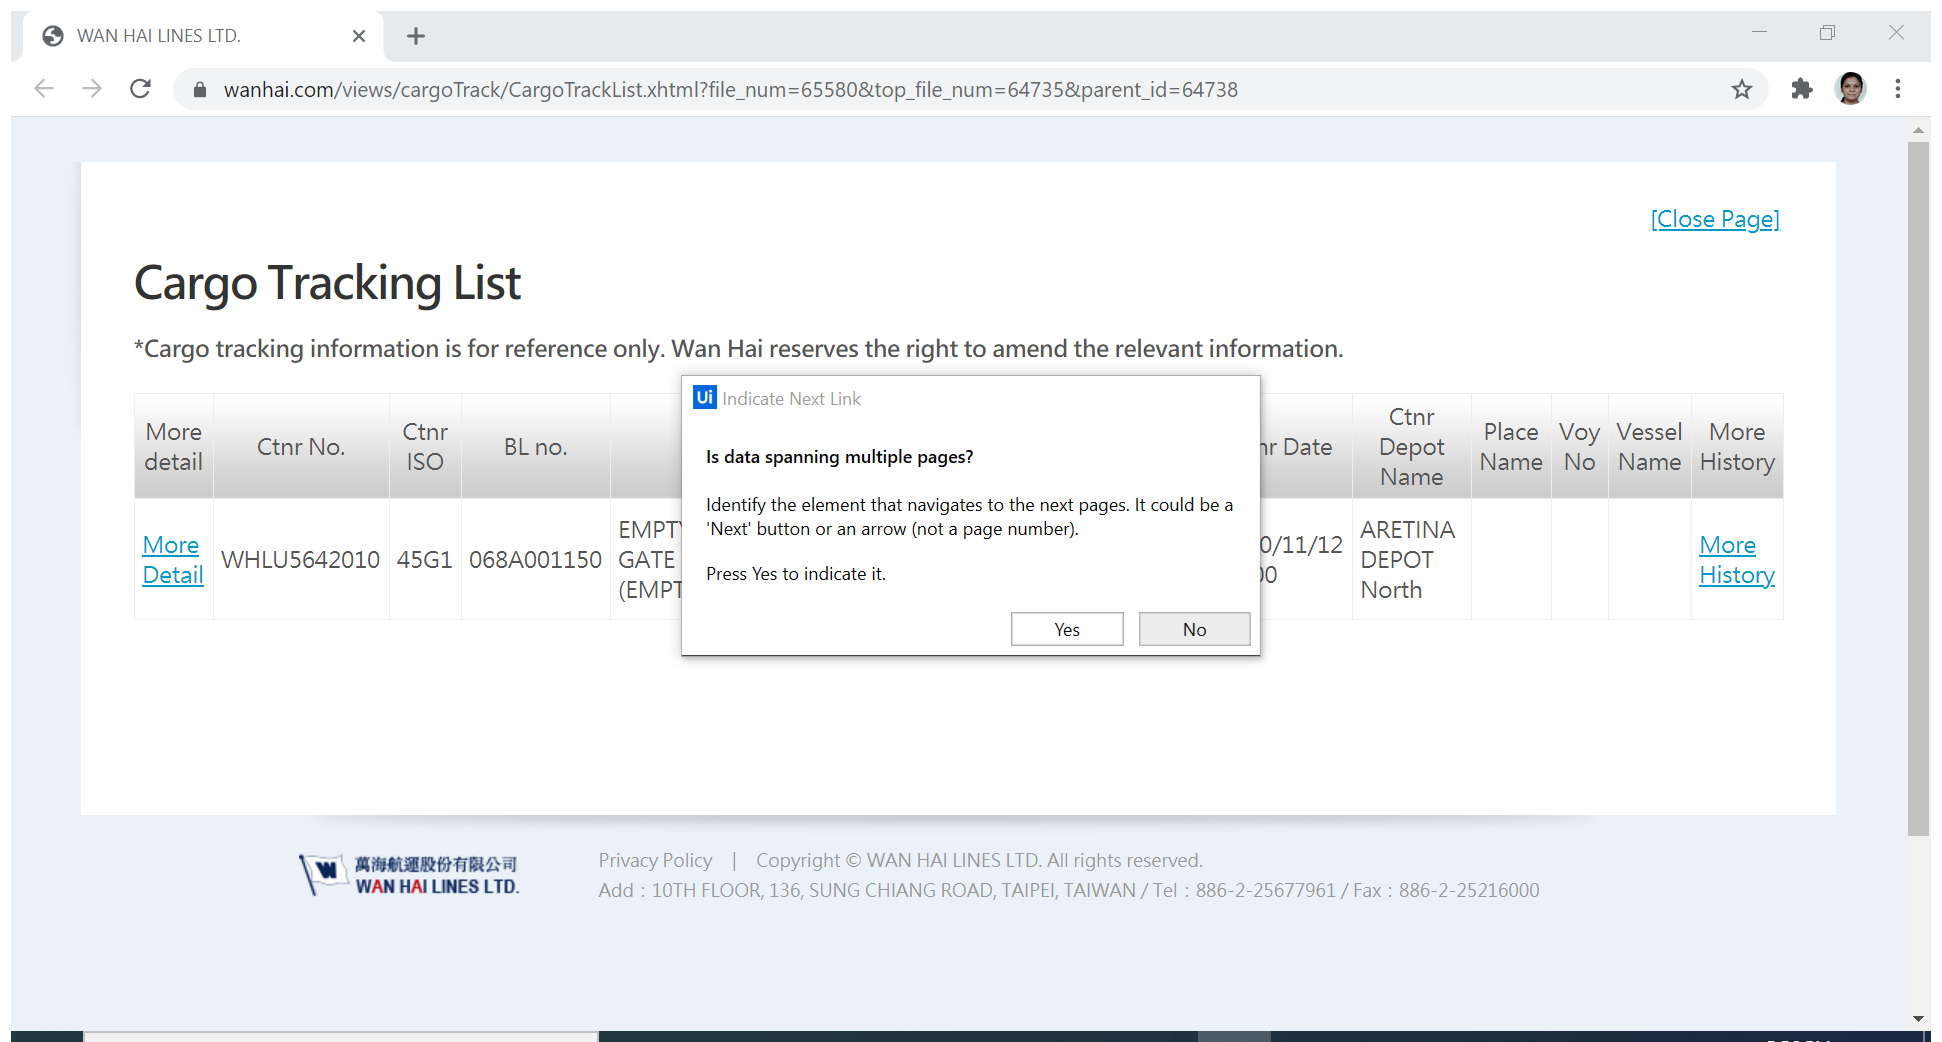 WAN HAI LINES LTD.
wanhai.com/views/cargoTrack/CargoTrackList.xhtml?file_num=65580&top_file_num=64735&parent_id=64738
[Close Page]
Cargo Tracking List
*Cargo tracking information is for reference only. Wan Hai reserves the right to amend the relevant information.
More detail
Ctnr No.
Ctnr ISO
BL no.
Date
Ctnr Depot Name
Place Name
Voy No
Vessel Name
More History
More Detail
WHLU5642010
45G1
068A001150
GATE
ARETINA DEPOT North
More History
Ui Indicate Next Link
Is data spanning multiple pages?
Identify the element that navigates to the next pages. It could be a
'Next' button or an arrow (not a page number).
Press Yes to indicate it.
Yes
No
萬海航運股份有限公司
WAN HAI LINES LTD.
Privacy Policy | Copyright © WAN HAI LINES LTD. All rights reserved.
Add : 10TH FLOOR, 136, SUNG CHIANG ROAD, TAIPEI, TAIWAN / Tel : 886-2-25677961 / Fax : 886-2-25216000